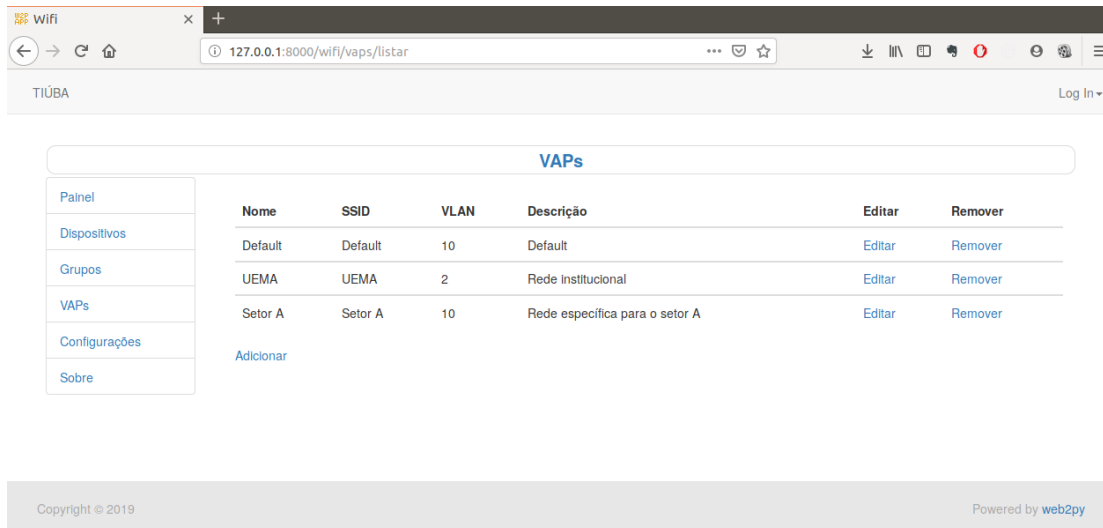 Wifi
127.0.0.1:8000/wifi/vaps/listar
TIÚBA Log In
VAPs
Painel
Dispositivos
Grupos
VAPs
Configurações
Sobre
Nome SSID VLAN Descrição Editar Remover
Default Default 10 Default Editar Remover
UEMA UEMA 2 Rede institucional Editar Remover
Setor A Setor A 10 Rede específica para o setor A Editar Remover
Adicionar
Copyright © 2019 Powered by web2py